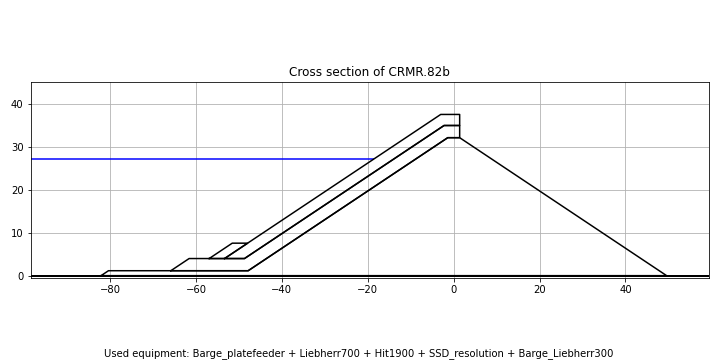 Cross section of CRMR.82b
40
30
20
10
0
−80 −60 −40 −20 0 20 40
Used equipment: Barge_platefeeder + Liebherr700 + Hit1900 + SSD_resolution + Barge_Liebherr300